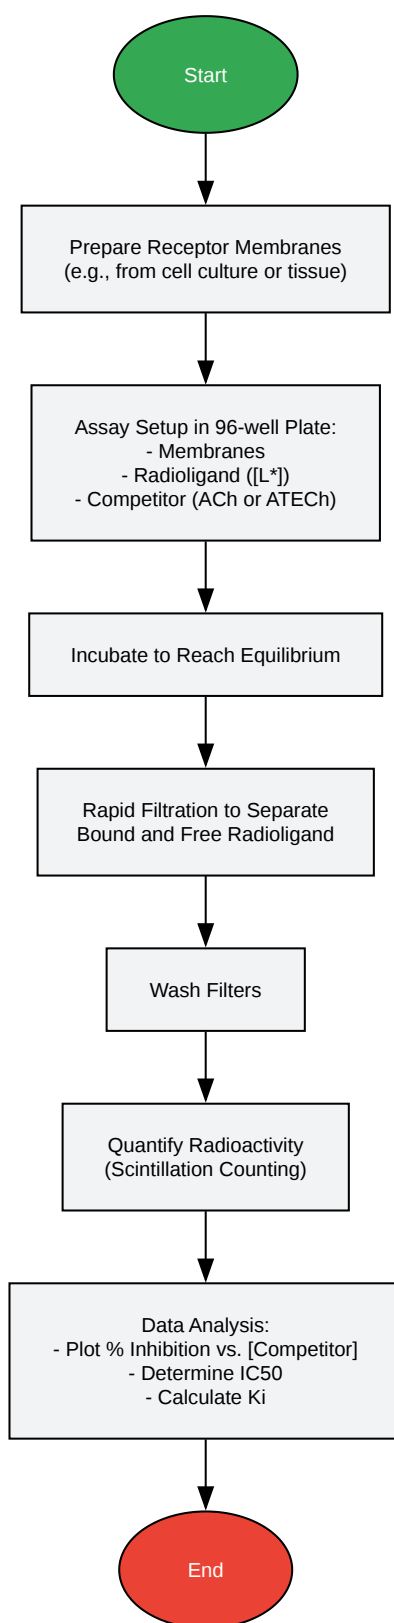 Start
Prepare Receptor Membranes
(e.g., from cell culture or tissue)
Assay Setup in 96-well Plate:
- Membranes
- Radioligand ([L*])
- Competitor (ACh or ATECh)
Incubate to Reach Equilibrium
Rapid Filtration to Separate
Bound and Free Radioligand
Wash Filters
Quantify Radioactivity
(Scintillation Counting)
Data Analysis:
- Plot % Inhibition vs. [Competitor]
- Determine IC50
- Calculate Ki
End